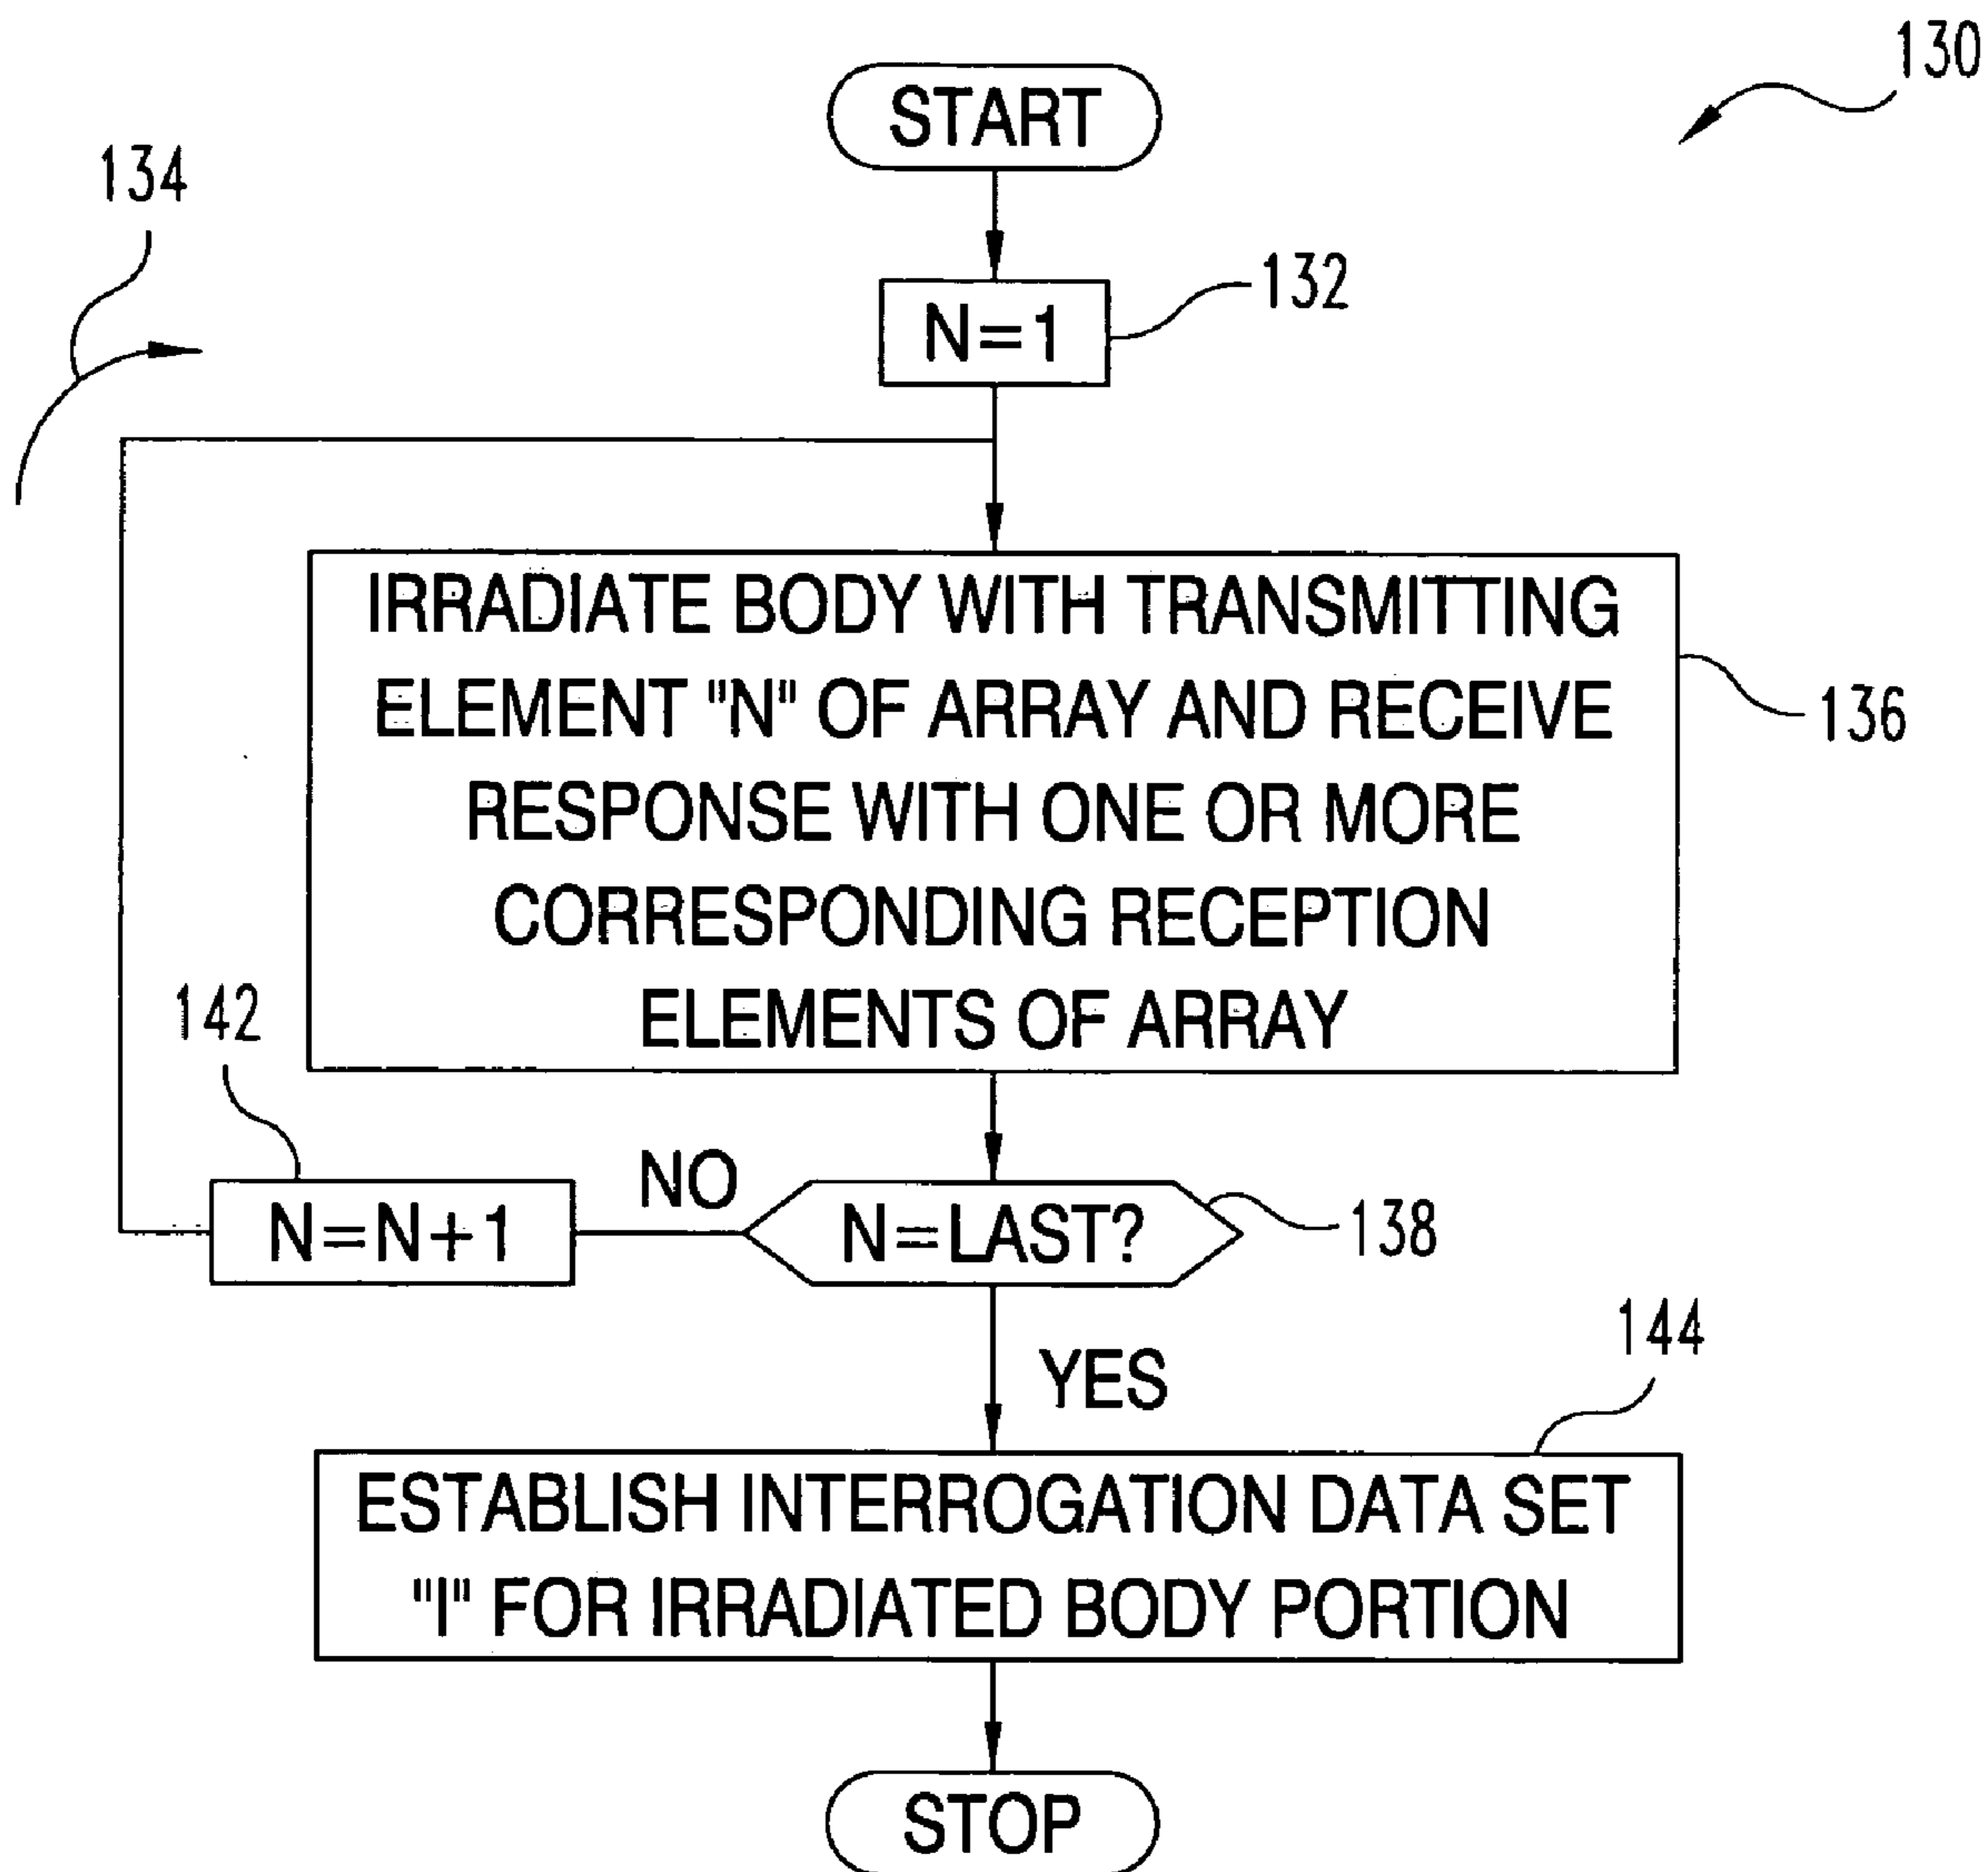 130
START
134
132
N=1
IRRADIATE BODY WITH TRANSMITTING
ELEMENT "N" OF ARRAY AND RECEIVE
136
RESPONSE WITH ONE OR MORE
CORRESPONDING RECEPTION
ELEMENTS OF ARRAY
142
NO
N=N+1
N=LAST?
138
144
YES
ESTABLISH INTERROGATION DATA SET
"I" FOR IRRADIATED BODY PORTION
STOP